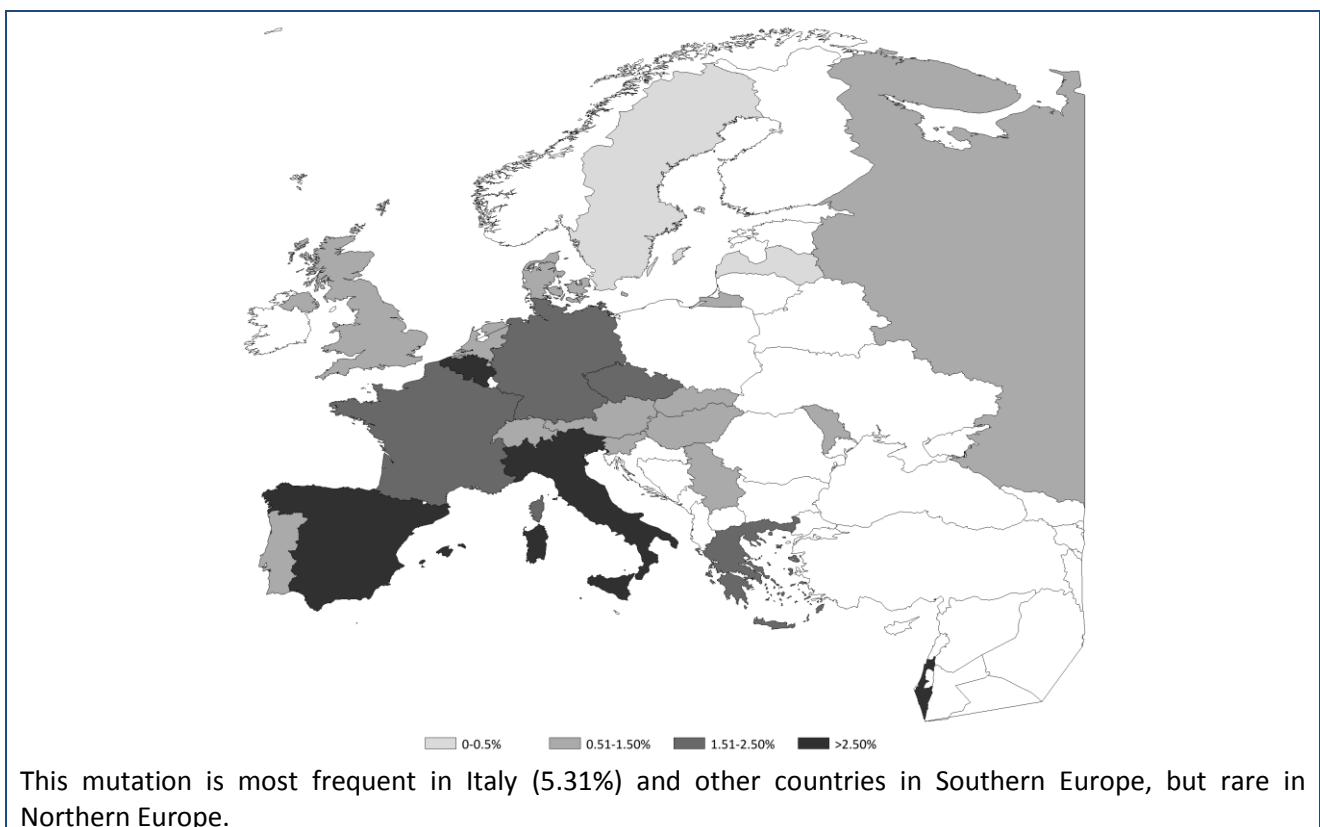 0-0.5% 0.51-1.50% 1.51-2.50% >2.50%
This mutation is most frequent in Italy (5.31%) and other countries in Southern Europe, but rare in
Northern Europe.